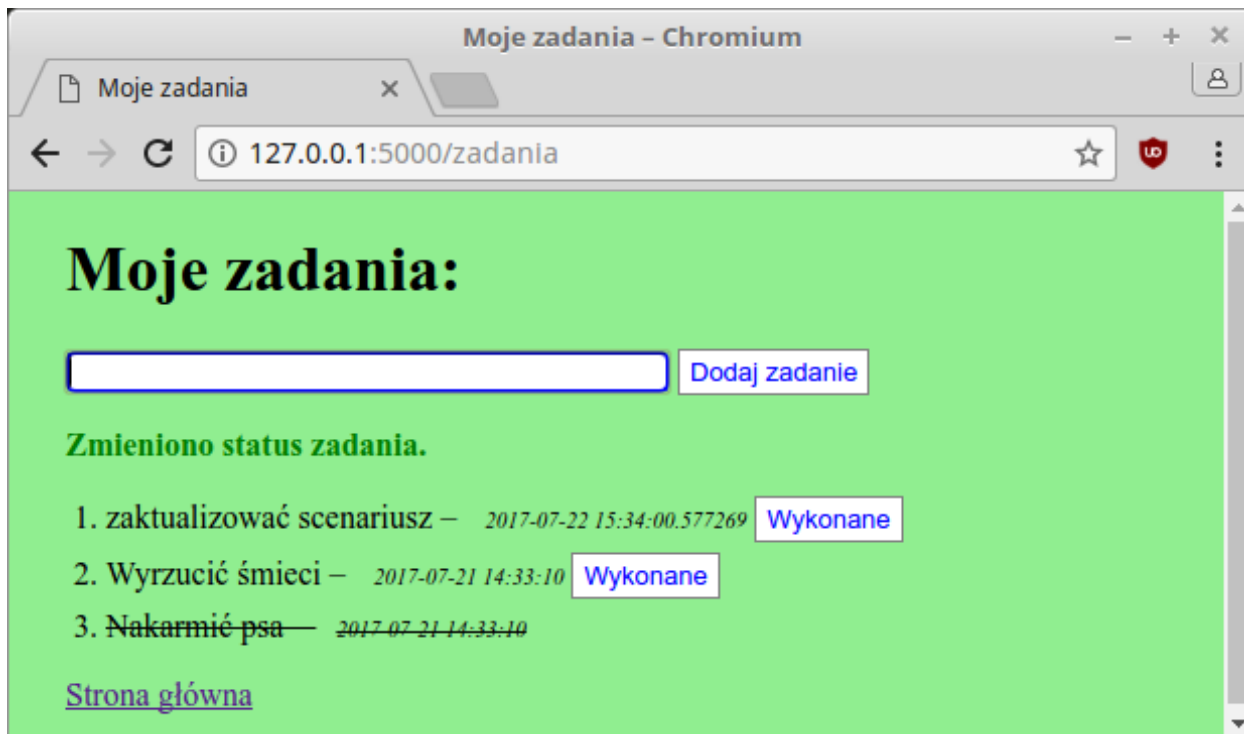 Moje zadania – Chromium
Moje zadania
127.0.0.1:5000/zadania
Moje zadania:
Dodaj zadanie
Zmieniono status zadania.
1. zaktualizować scenariusz – 2017-07-22 15:34:00.577269 Wykonane
2. Wyrzucić śmieci – 2017-07-21 14:33:10 Wykonane
3. Nakarmić psa – 2017-07-21 14:33:10
Strona główna